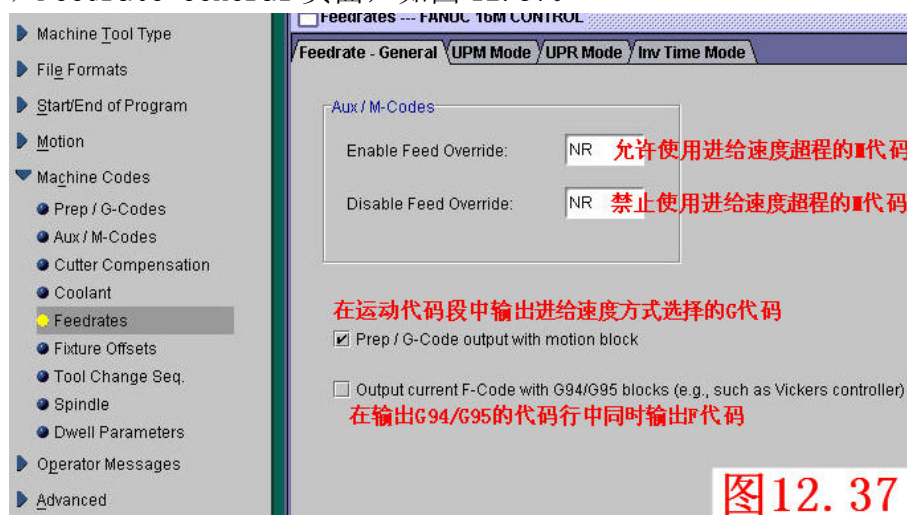 Machine Tool Type
File Formats
Start/End of Program
Motion
Machine Codes
Prep / G-Codes
Aux / M-Codes
Cutter Compensation
Coolant
Feedrates
Fixture Offsets
Tool Change Seq.
Spindle
Dwell Parameters
Operator Messages
Advanced
Feedrates --- FANUC 16M CONTROL
Feedrate - General UPM Mode UPR Mode Inv Time Mode
Aux / M-Codes
Enable Feed Override: NR 允许使用进给速度超程的M代码
Disable Feed Override: NR 禁止使用进给速度超程的M代码
在运动代码段中输出进给速度方式选择的G代码
Prep / G-Code output with motion block
Output current F-Code with G94/G95 blocks (e.g., such as Vickers controller)
在输出G94/G95的代码行中同时输出F代码
图12.37